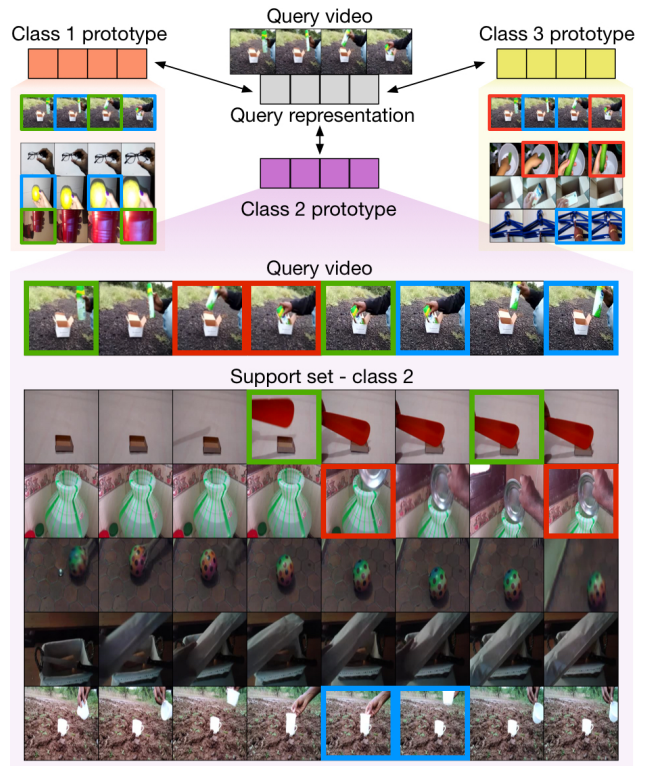 Query video
Class 1 prototype
Class 3 prototype
Query representation
Class 2 prototype
Query video
Support set - class 2